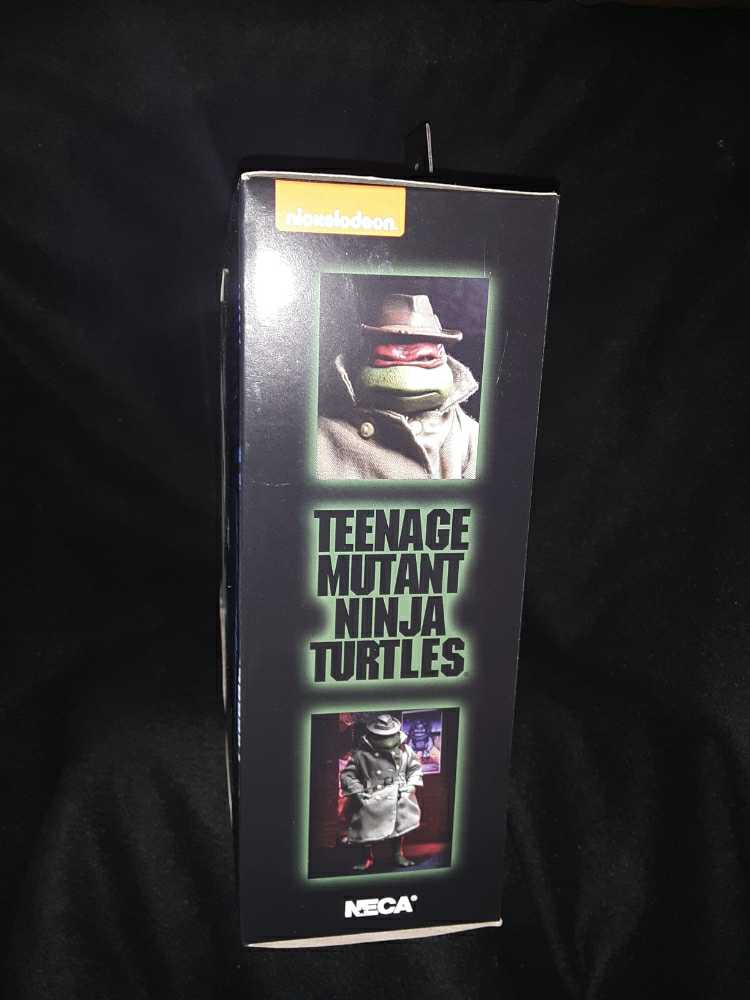 nickelodeon
TEENAGE
MUTANT
NINJA
TURTLES
NECA®